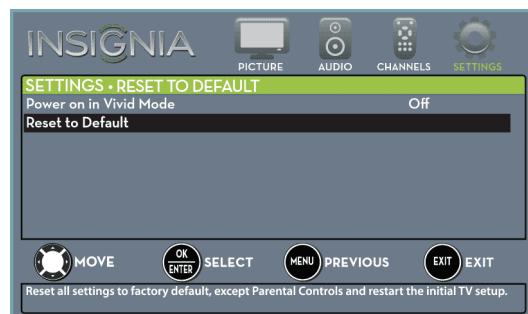 INSIGNIA
PICTURE AUDIO CHANNELS SETTINGS
SETTINGS • RESET TO DEFAULT
Power on in Vivid Mode Off
Reset to Default
MOVE OK ENTER SELECT MENU PREVIOUS EXIT EXIT
Reset all settings to factory default, except Parental Controls and restart the initial TV setup.